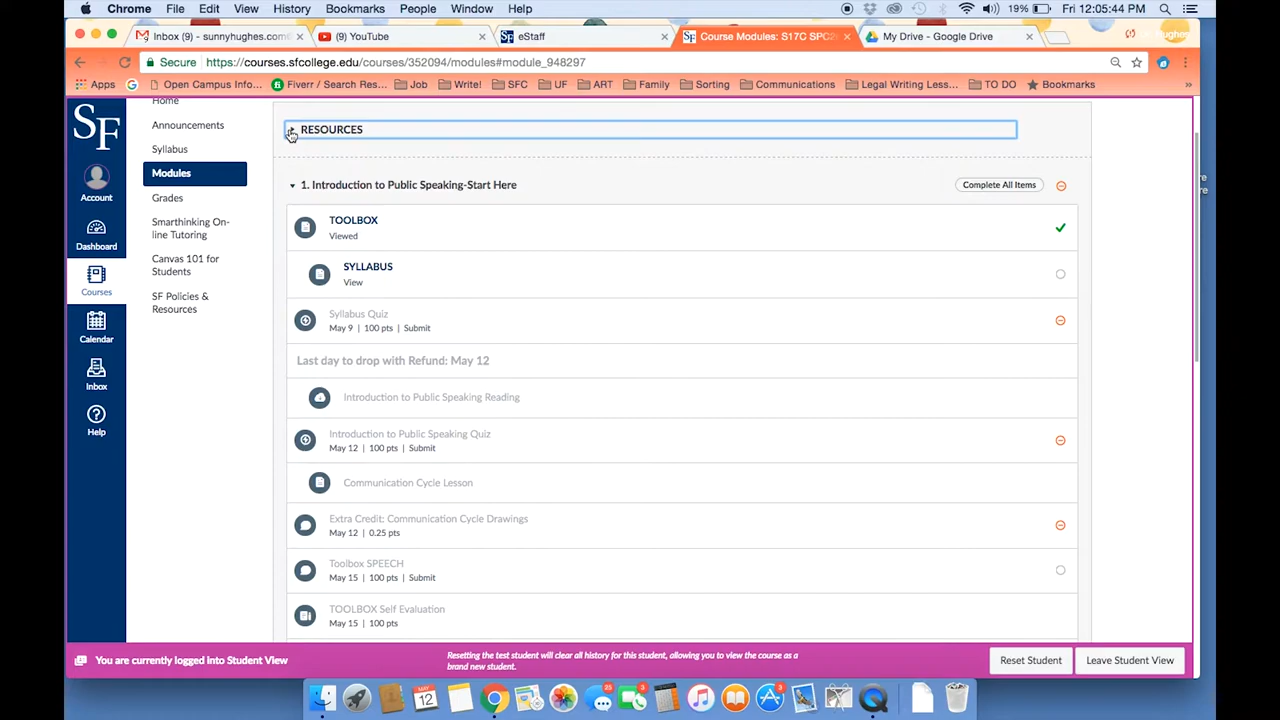 Chrome File Edit View History Bookmarks People Window Help 19% Fri 12:05:44 PM
Inbox (9) - sunnyhughes.com@ (9) YouTube eStaff Course Modules: S17C SPC2 My Drive - Google Drive Hughes
Secure https://courses.sfcollege.edu/courses/352094/modules#module_948297
Apps Open Campus Info... Fiverr / Search Res... Job Write! SFC UF ART Family Sorting Communications Legal Writing Less... TO DO Bookmarks »
SF
Account
Dashboard
Courses
Calendar
Inbox
Help
Home
Announcements
Syllabus
Modules
Grades
Smarthinking On-
line Tutoring
Canvas 101 for
Students
SF Policies &
Resources
RESOURCES
1. Introduction to Public Speaking-Start Here Complete All Items
TOOLBOX
Viewed
SYLLABUS
View
Syllabus Quiz
May 9 | 100 pts | Submit
Last day to drop with Refund: May 12
Introduction to Public Speaking Reading
Introduction to Public Speaking Quiz
May 12 | 100 pts | Submit
Communication Cycle Lesson
Extra Credit: Communication Cycle Drawings
May 12 | 0.25 pts
Toolbox SPEECH
May 15 | 100 pts | Submit
TOOLBOX Self Evaluation
May 15 | 100 pts
You are currently logged into Student View
Resetting the test student will clear all history for this student, allowing you to view the course as a
brand new student.
Reset Student Leave Student View
MAY
12